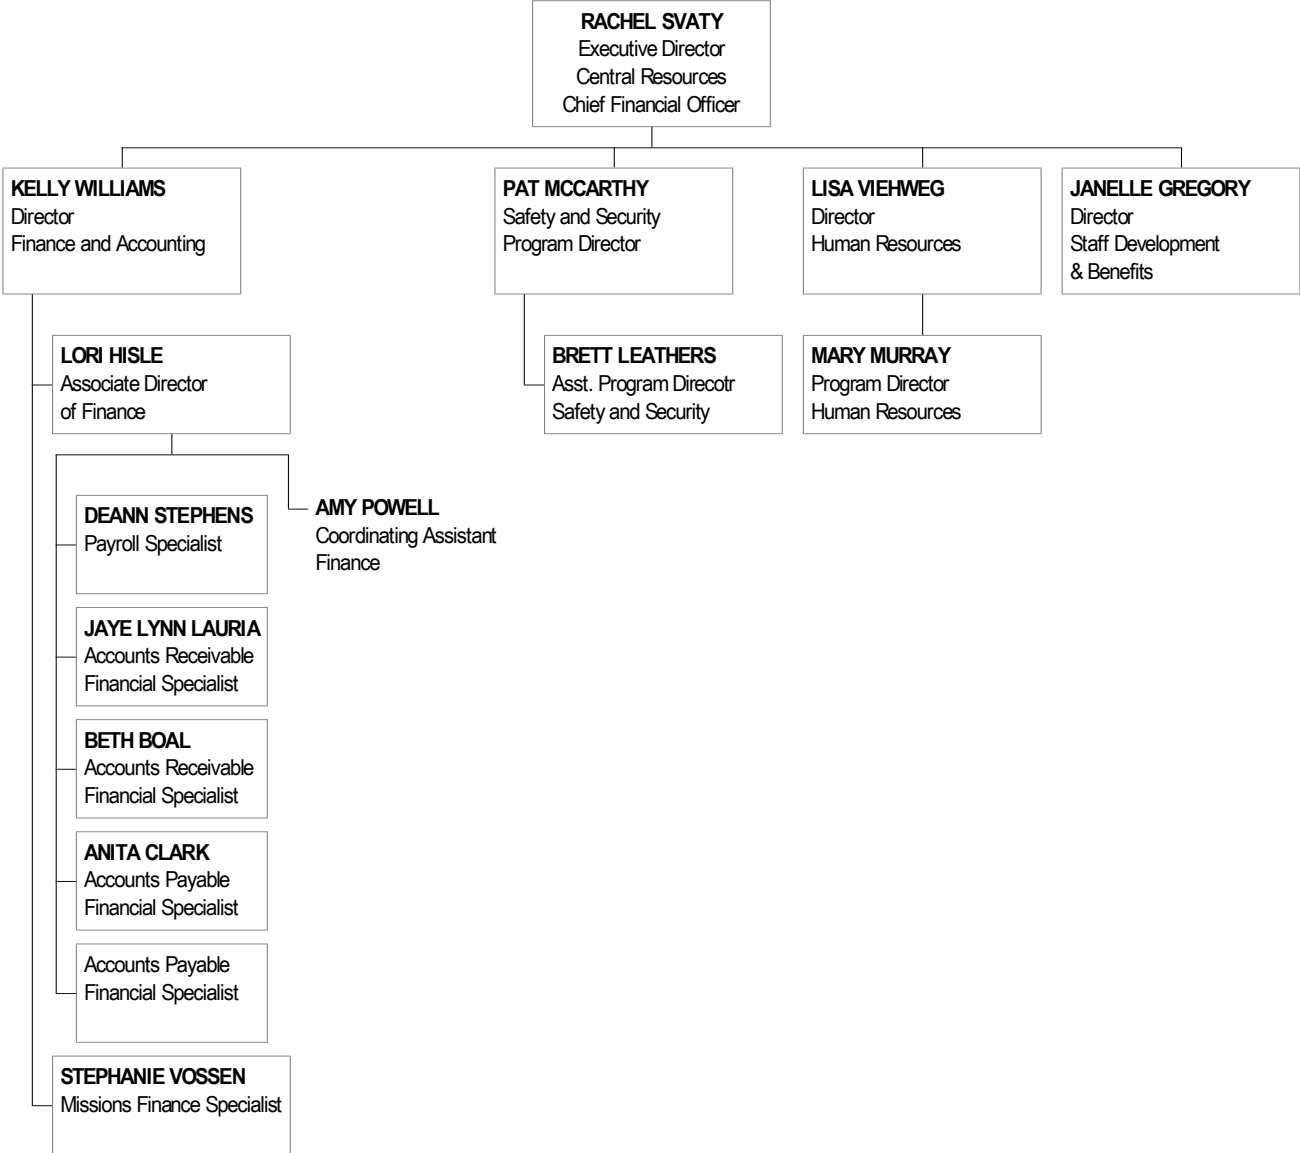 RACHEL SVATY
Executive Director
Central Resources
Chief Financial Officer
KELLY WILLIAMS
Director
Finance and Accounting
PAT MCCARTHY
Safety and Security
Program Director
LISA VIEHWEG
Director
Human Resources
JANELLE GREGORY
Director
Staff Development
& Benefits
LORI HISLE
Associate Director
of Finance
BRETT LEATHERS
Asst. Program Direcotr
Safety and Security
MARY MURRAY
Program Director
Human Resources
DEANN STEPHENS
Payroll Specialist
AMY POWELL
Coordinating Assistant
Finance
JAYE LYNN LAURIA
Accounts Receivable
Financial Specialist
BETH BOAL
Accounts Receivable
Financial Specialist
ANITA CLARK
Accounts Payable
Financial Specialist
Accounts Payable
Financial Specialist
STEPHANIE VOSSEN
Missions Finance Specialist